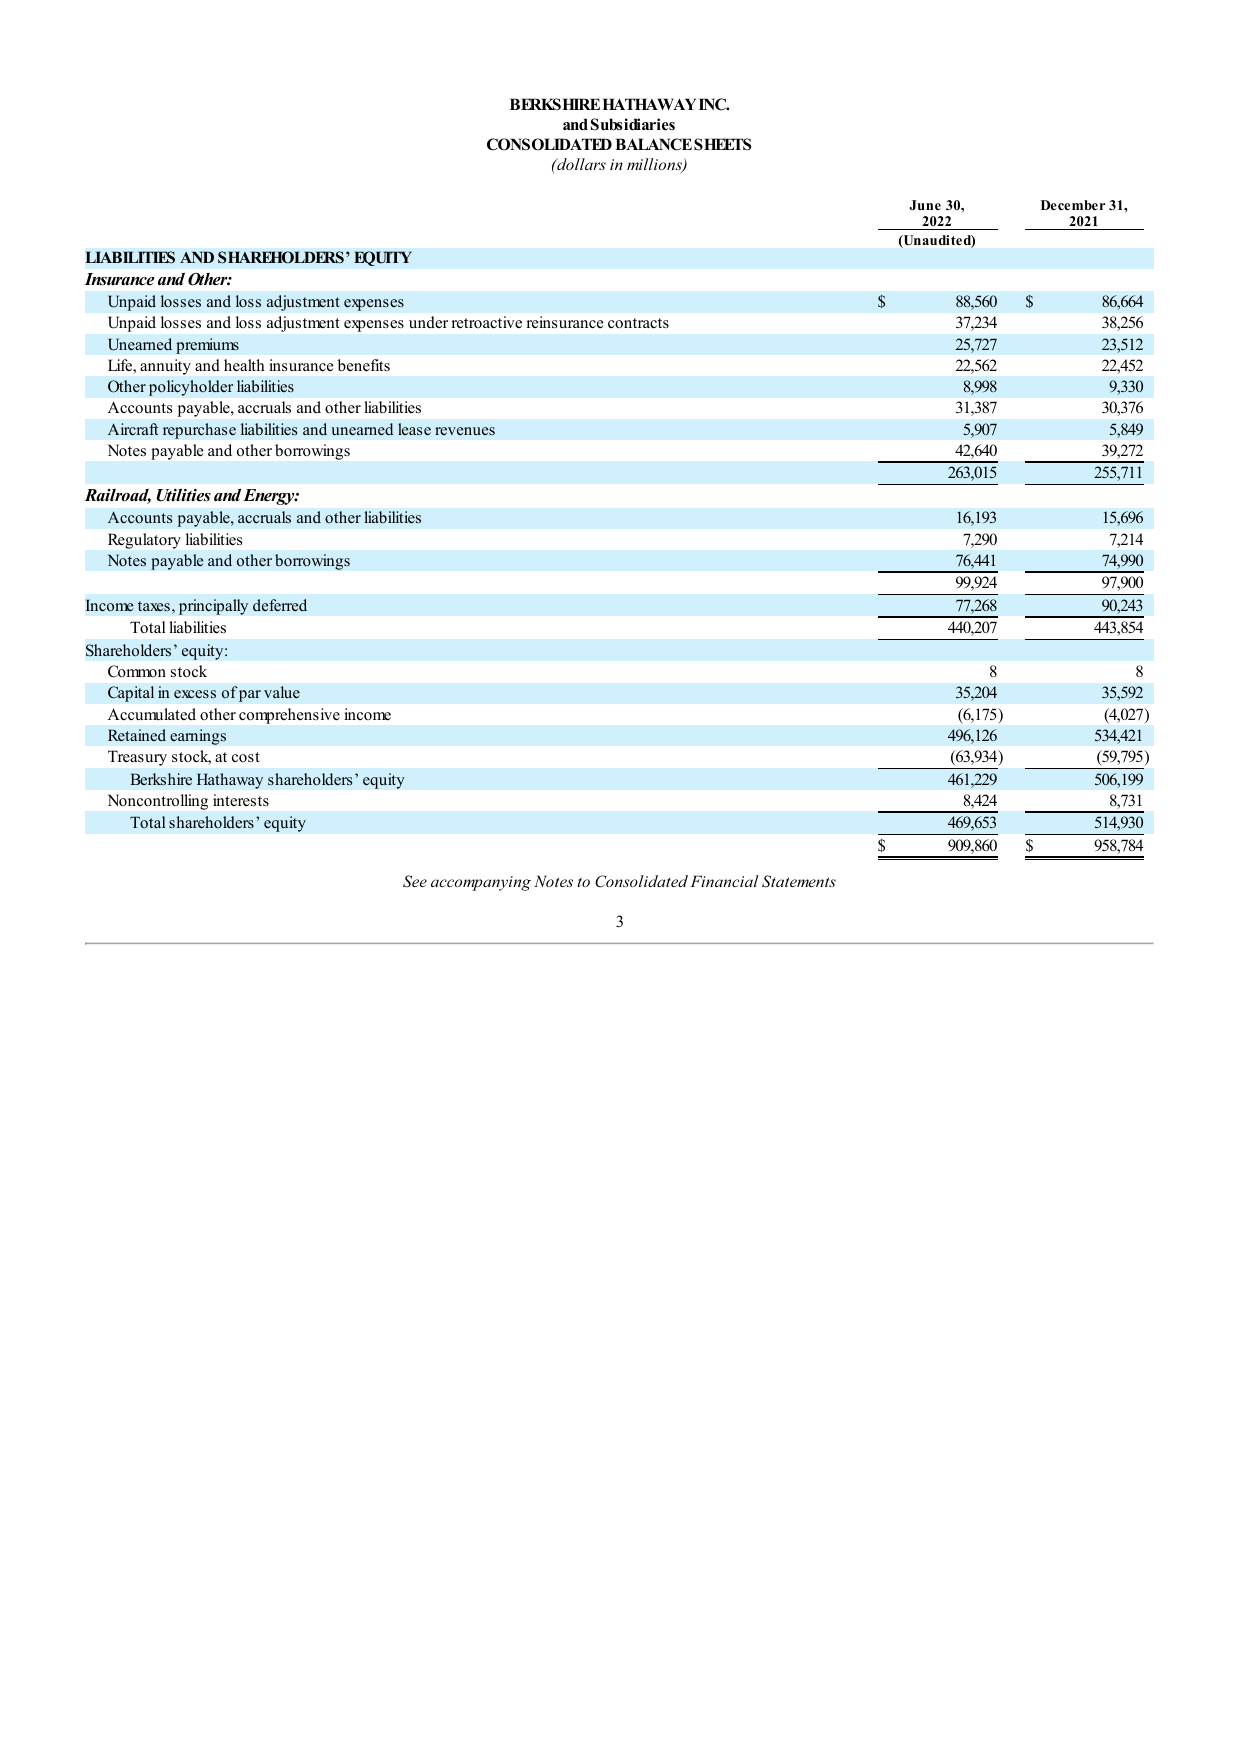 BERKSHIRE HATHAWAY INC.
and Subsidiaries
CONSOLIDATED BALANCE SHEETS
(dollars in millions)
June 30, December 31,
2022 2021
(Unaudited)
LIABILITIES AND SHAREHOLDERS’ EQUITY
Insurance and Other:
Unpaid losses and loss adjustment expenses $ 88,560 $ 86,664
Unpaid losses and loss adjustment expenses under retroactive reinsurance contracts 37,234 38,256
Unearned premiums 25,727 23,512
Life, annuity and health insurance benefits 22,562 22,452
Other policyholder liabilities 8,998 9,330
Accounts payable, accruals and other liabilities 31,387 30,376
Aircraft repurchase liabilities and unearned lease revenues 5,907 5,849
Notes payable and other borrowings 42,640 39,272
263,015 255,711
Railroad, Utilities and Energy:
Accounts payable, accruals and other liabilities 16,193 15,696
Regulatory liabilities 7,290 7,214
Notes payable and other borrowings 76,441 74,990
99,924 97,900
Income taxes, principally deferred 77,268 90,243
Total liabilities 440,207 443,854
Shareholders’ equity:
Common stock 8 8
Capital in excess of par value 35,204 35,592
Accumulated other comprehensive income (6,175) (4,027)
Retained earnings 496,126 534,421
Treasury stock, at cost (63,934) (59,795)
Berkshire Hathaway shareholders’ equity 461,229 506,199
Noncontrolling interests 8,424 8,731
Total shareholders’ equity 469,653 514,930
$ 909,860 $ 958,784
See accompanying Notes to Consolidated Financial Statements
3